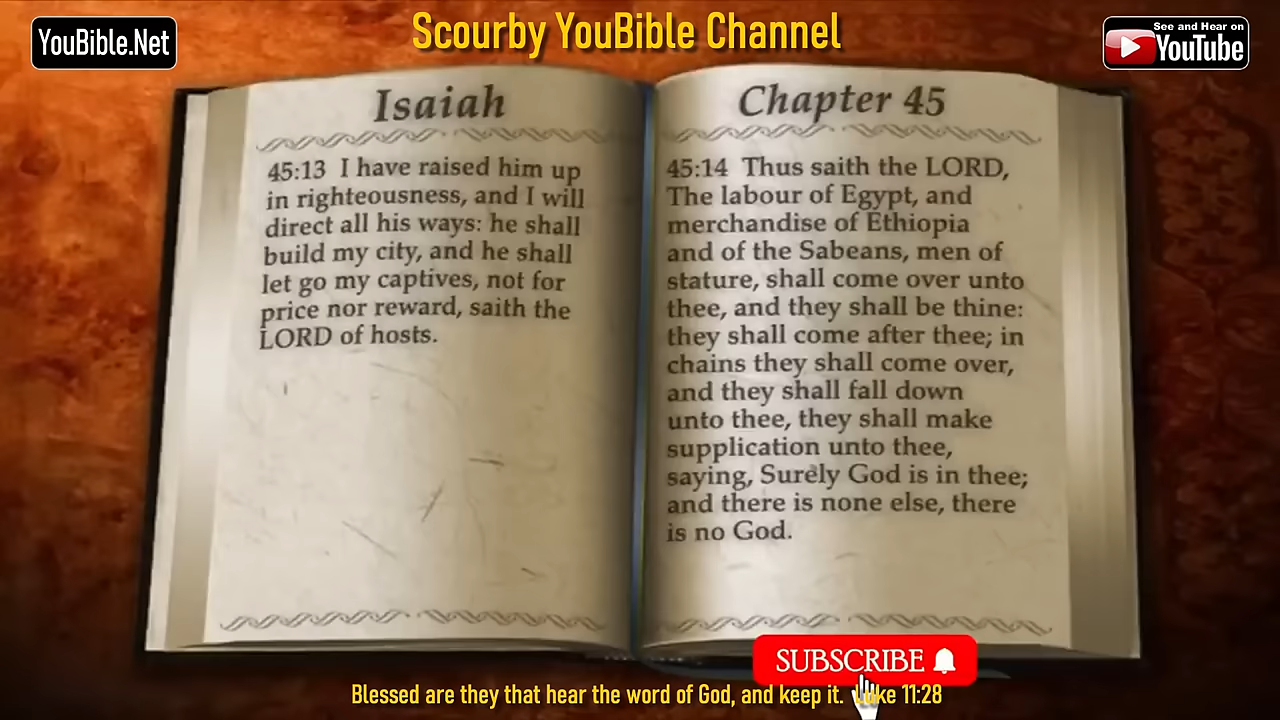 YouBible.Net
Scourby YouBible Channel
See and Hear on
YouTube
Isaiah
45:13 I have raised him up
in righteousness, and I will
direct all his ways: he shall
build my city, and he shall
let go my captives, not for
price nor reward, saith the
LORD of hosts.
Chapter 45
45:14 Thus saith the LORD,
The labour of Egypt, and
merchandise of Ethiopia
and of the Sabeans, men of
stature, shall come over unto
thee, and they shall be thine:
they shall come after thee; in
chains they shall come over,
and they shall fall down
unto thee, they shall make
supplication unto thee,
saying, Surely God is in thee;
and there is none else, there
is no God.
SUBSCRIBE
Blessed are they that hear the word of God, and keep it. Luke 11:28